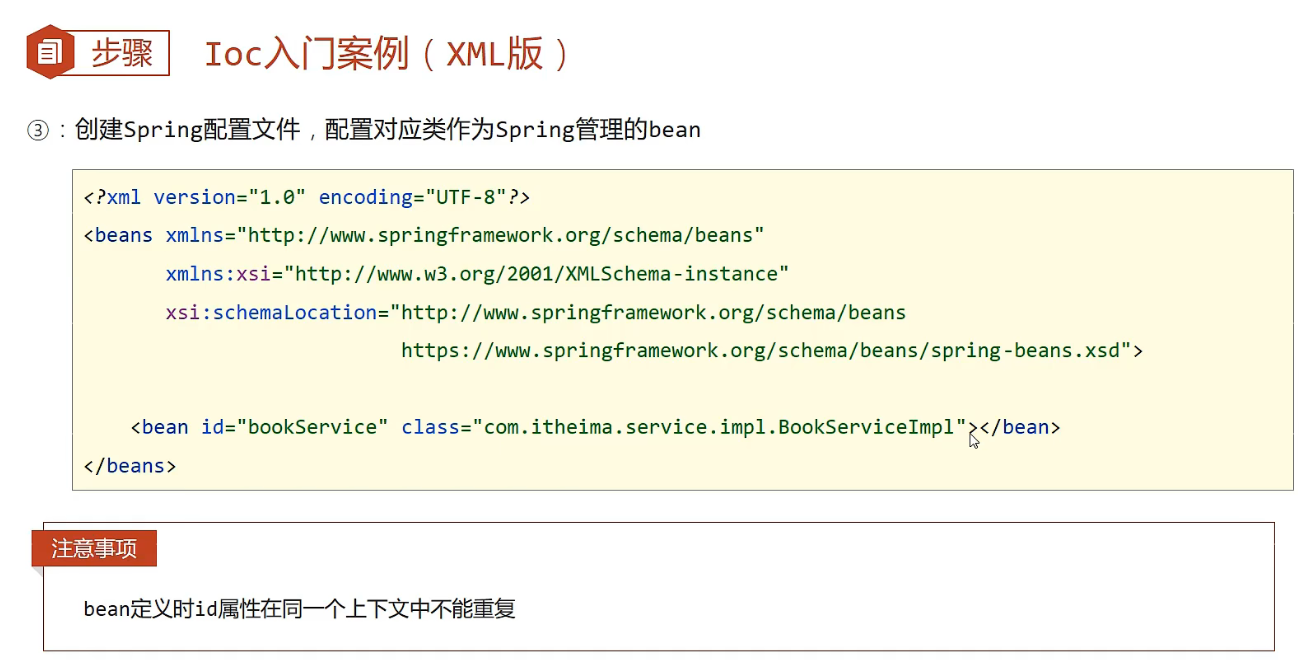 步骤 Ioc入门案例（XML版）
③：创建Spring配置文件，配置对应类作为Spring管理的bean
<?xml version="1.0" encoding="UTF-8"?>
<beans xmlns="http://www.springframework.org/schema/beans"
xmlns:xsi="http://www.w3.org/2001/XMLSchema-instance"
xsi:schemaLocation="http://www.springframework.org/schema/beans
https://www.springframework.org/schema/beans/spring-beans.xsd">
<bean id="bookService" class="com.itheima.service.impl.BookServiceImpl"></bean>
</beans>
注意事项
bean定义时id属性在同一个上下文中不能重复